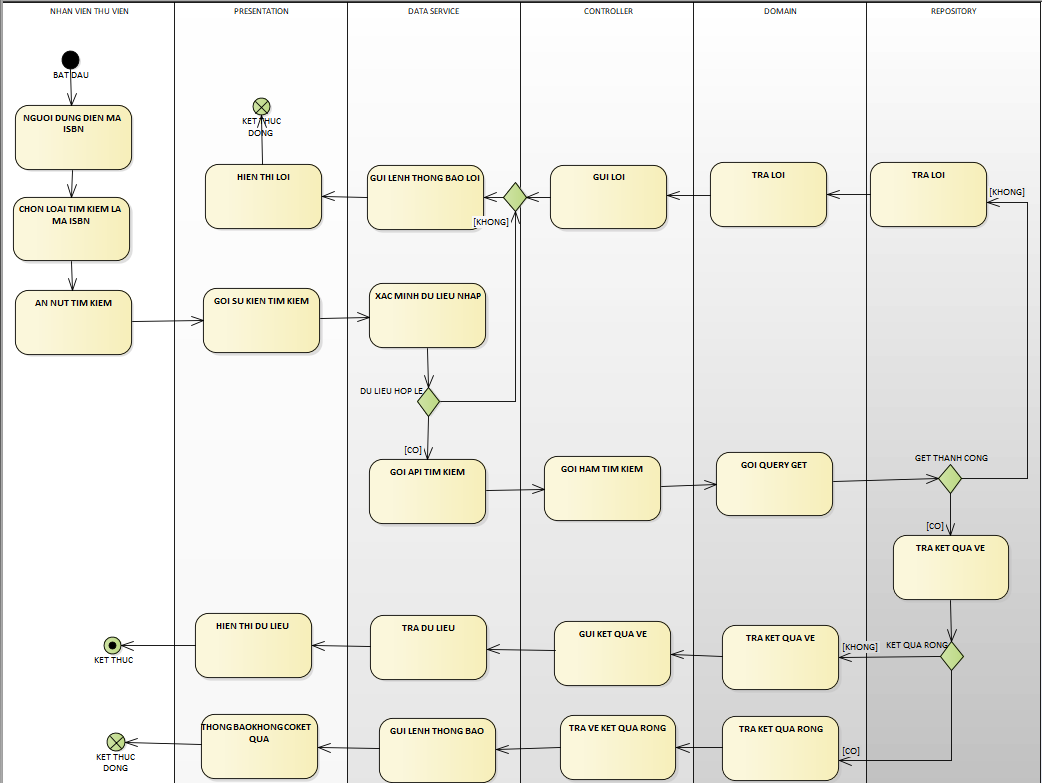 NHAN VIEN THU VIEN
PRESENTATION
DATA SERVICE
CONTROLLER
DOMAIN
REPOSITORY
BAT DAU
NGUOI DUNG DIEN MA
ISBN
KET THUC
DONG
HIEN THI LOI
GUI LENH THONG BAO LOI
GUI LOI
TRA LOI
TRA LOI
[KHONG]
[KHONG]
CHON LOAI TIM KIEM LA
MA ISBN
AN NUT TIM KIEM
GOI SU KIEN TIM KIEM
XAC MINH DU LIEU NHAP
DU LIEU HOP LE
[CO]
GOI API TIM KIEM
GOI HAM TIM KIEM
GOI QUERY GET
GET THANH CONG
[CO]
TRA KET QUA VE
KET THUC
HIEN THI DU LIEU
TRA DU LIEU
GUI KET QUA VE
TRA KET QUA VE
[KHONG]
KET QUA RONG
KET THUC
DONG
THONG BAOKHONG COKET
QUA
GUI LENH THONG BAO
TRA VE KET QUA RONG
TRA KET QUA RONG
[CO]